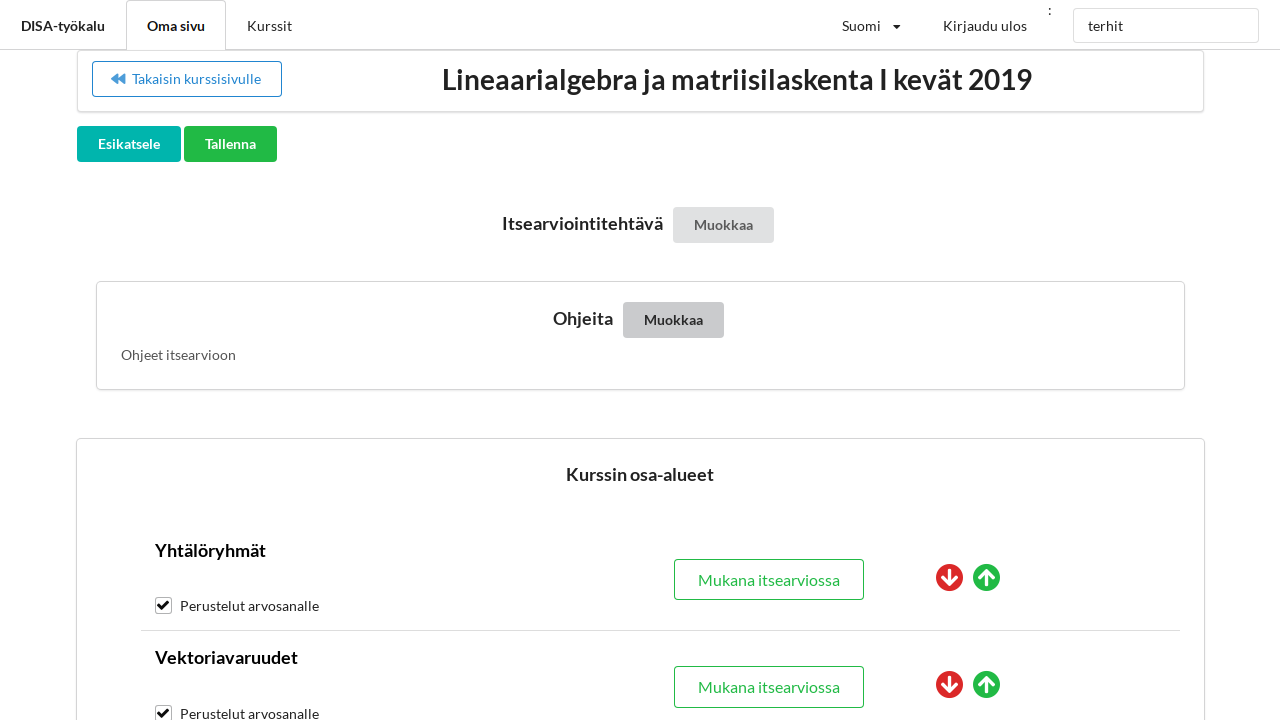 DISA-työkalu Oma sivu Kurssit Suomi Kirjaudu ulos : terhit
Takaisin kurssisivulle Lineaarialgebra ja matriisilaskenta I kevät 2019
Esikatsele Tallenna
Itsearviointitehtävä Muokkaa
Ohjeita Muokkaa
Ohjeet itsearvioon
Kurssin osa-alueet
Yhtälöryhmät
Mukana itsearviossa
Perustelut arvosanalle
Vektoriavaruudet
Mukana itsearviossa
Perustelut arvosanalle